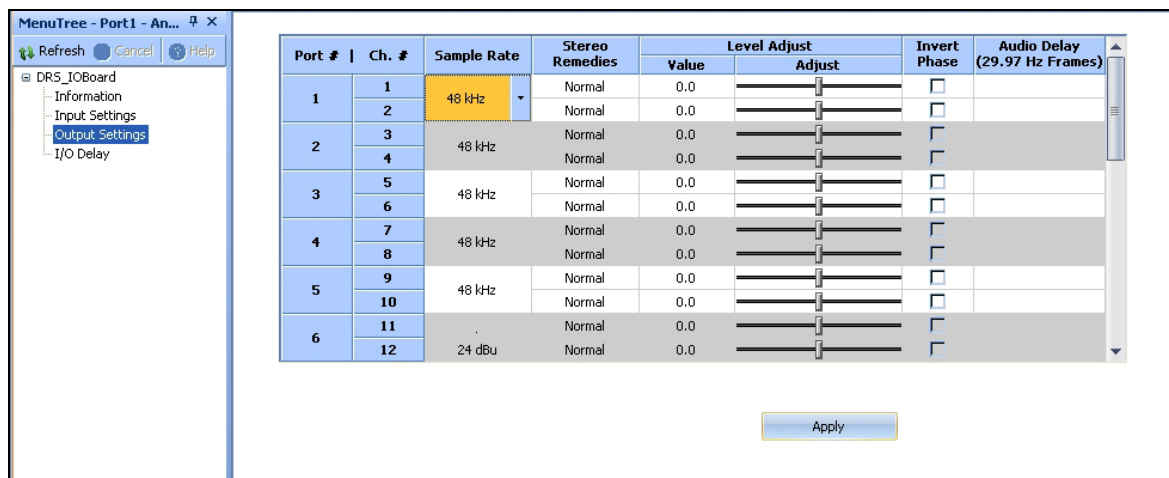 MenuTree - Port1 - An...
Refresh Cancel Help
DRS_IOBoard
Information
Input Settings
Output Settings
I/O Delay
Port # | Ch. # Sample Rate Stereo Remedies Level Adjust Invert Phase Audio Delay (29.97 Hz Frames)
Value Adjust
1 1 48 kHz Normal 0.0
2 Normal 0.0
2 3 48 kHz Normal 0.0
4 Normal 0.0
3 5 48 kHz Normal 0.0
6 Normal 0.0
4 7 48 kHz Normal 0.0
8 Normal 0.0
5 9 48 kHz Normal 0.0
10 Normal 0.0
6 11 . Normal 0.0
12 24 dBu Normal 0.0
Apply